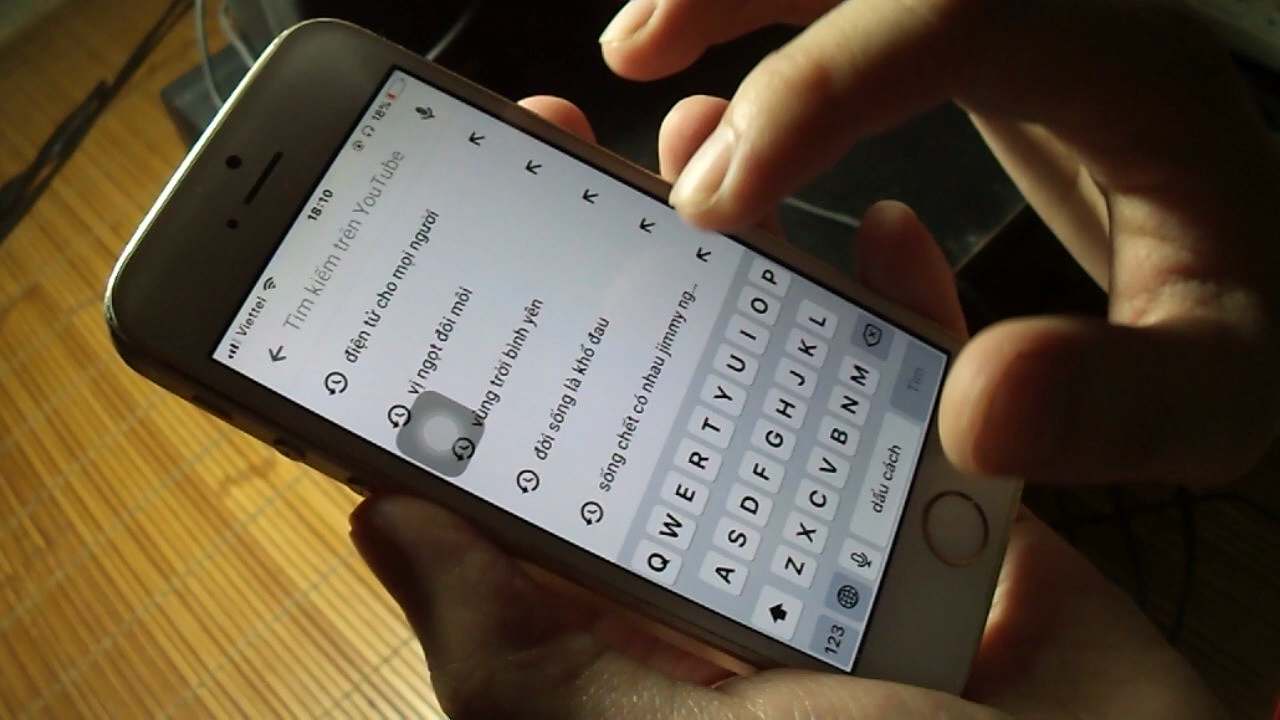 Viettel 18:10 18%
Tìm kiếm trên YouTube
điện tử cho mọi người
vị ngọt đôi môi
vùng trời bình yên
đời sống là khổ đau
sống chết có nhau jimmy ng...
Q W E R T Y U I O P
A S D F G H J K L
Z X C V B N M
123 dấu cách Tìm